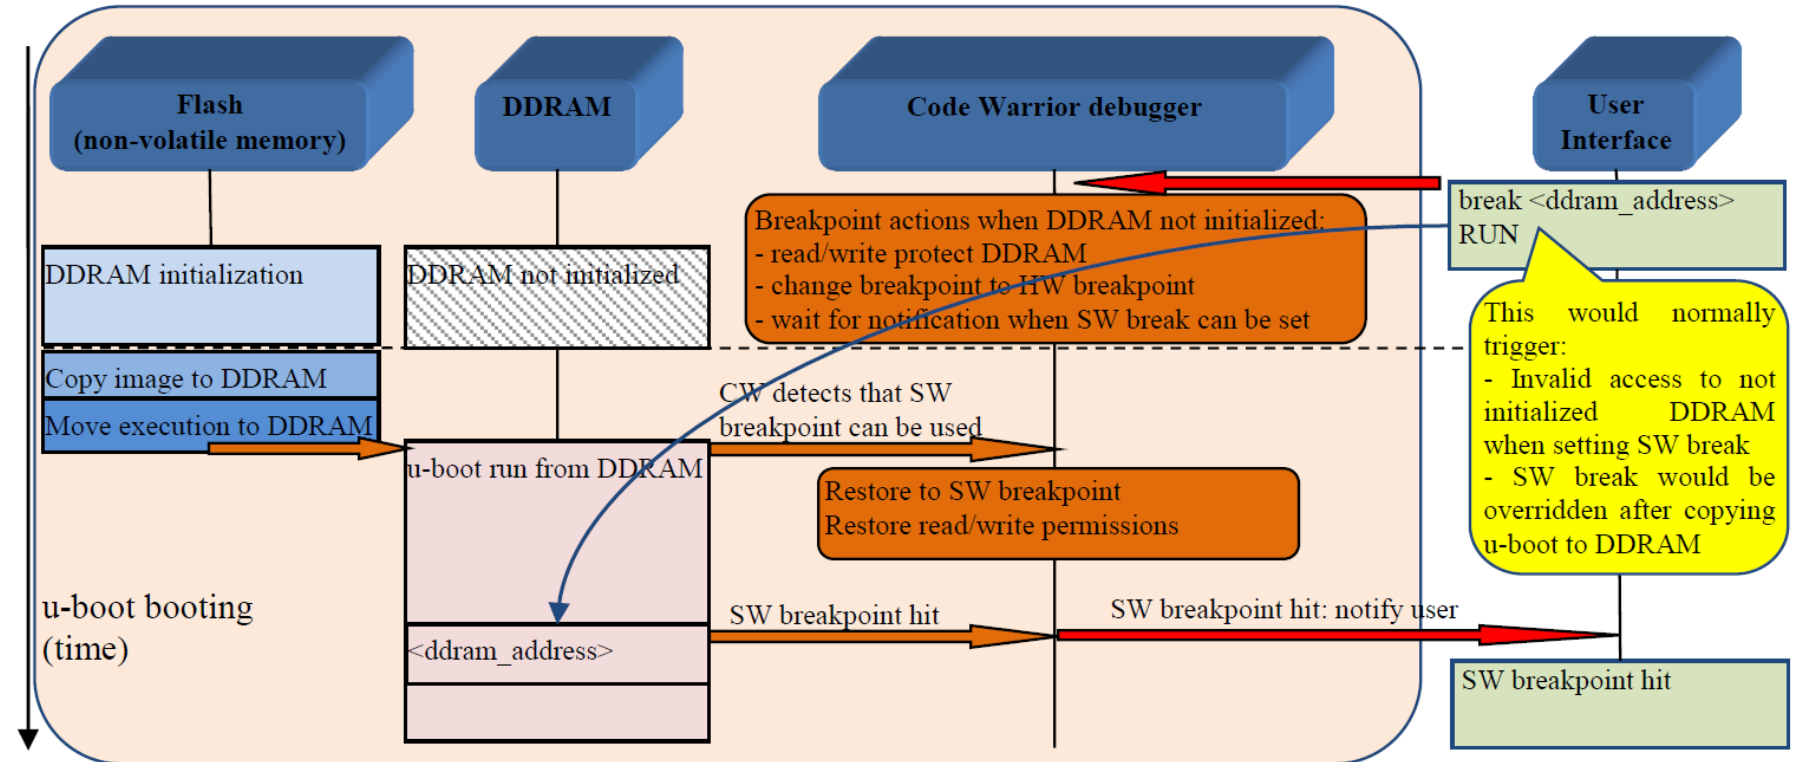 Flash
(non-volatile memory)
DDRAM
Code Warrior debugger
User
Interface
break <ddram_address>
RUN
Breakpoint actions when DDRAM not initialized:
- read/write protect DDRAM
- change breakpoint to HW breakpoint
- wait for notification when SW break can be set
DDRAM initialization
DDRAM not initialized
This would normally
trigger:
- Invalid access to not
initialized DDRAM
when setting SW break
- SW break would be
overridden after copying
u-boot to DDRAM
Copy image to DDRAM
Move execution to DDRAM
CW detects that SW
breakpoint can be used
u-boot run from DDRAM
Restore to SW breakpoint
Restore read/write permissions
u-boot booting
(time)
<ddram_address>
SW breakpoint hit
SW breakpoint hit: notify user
SW breakpoint hit